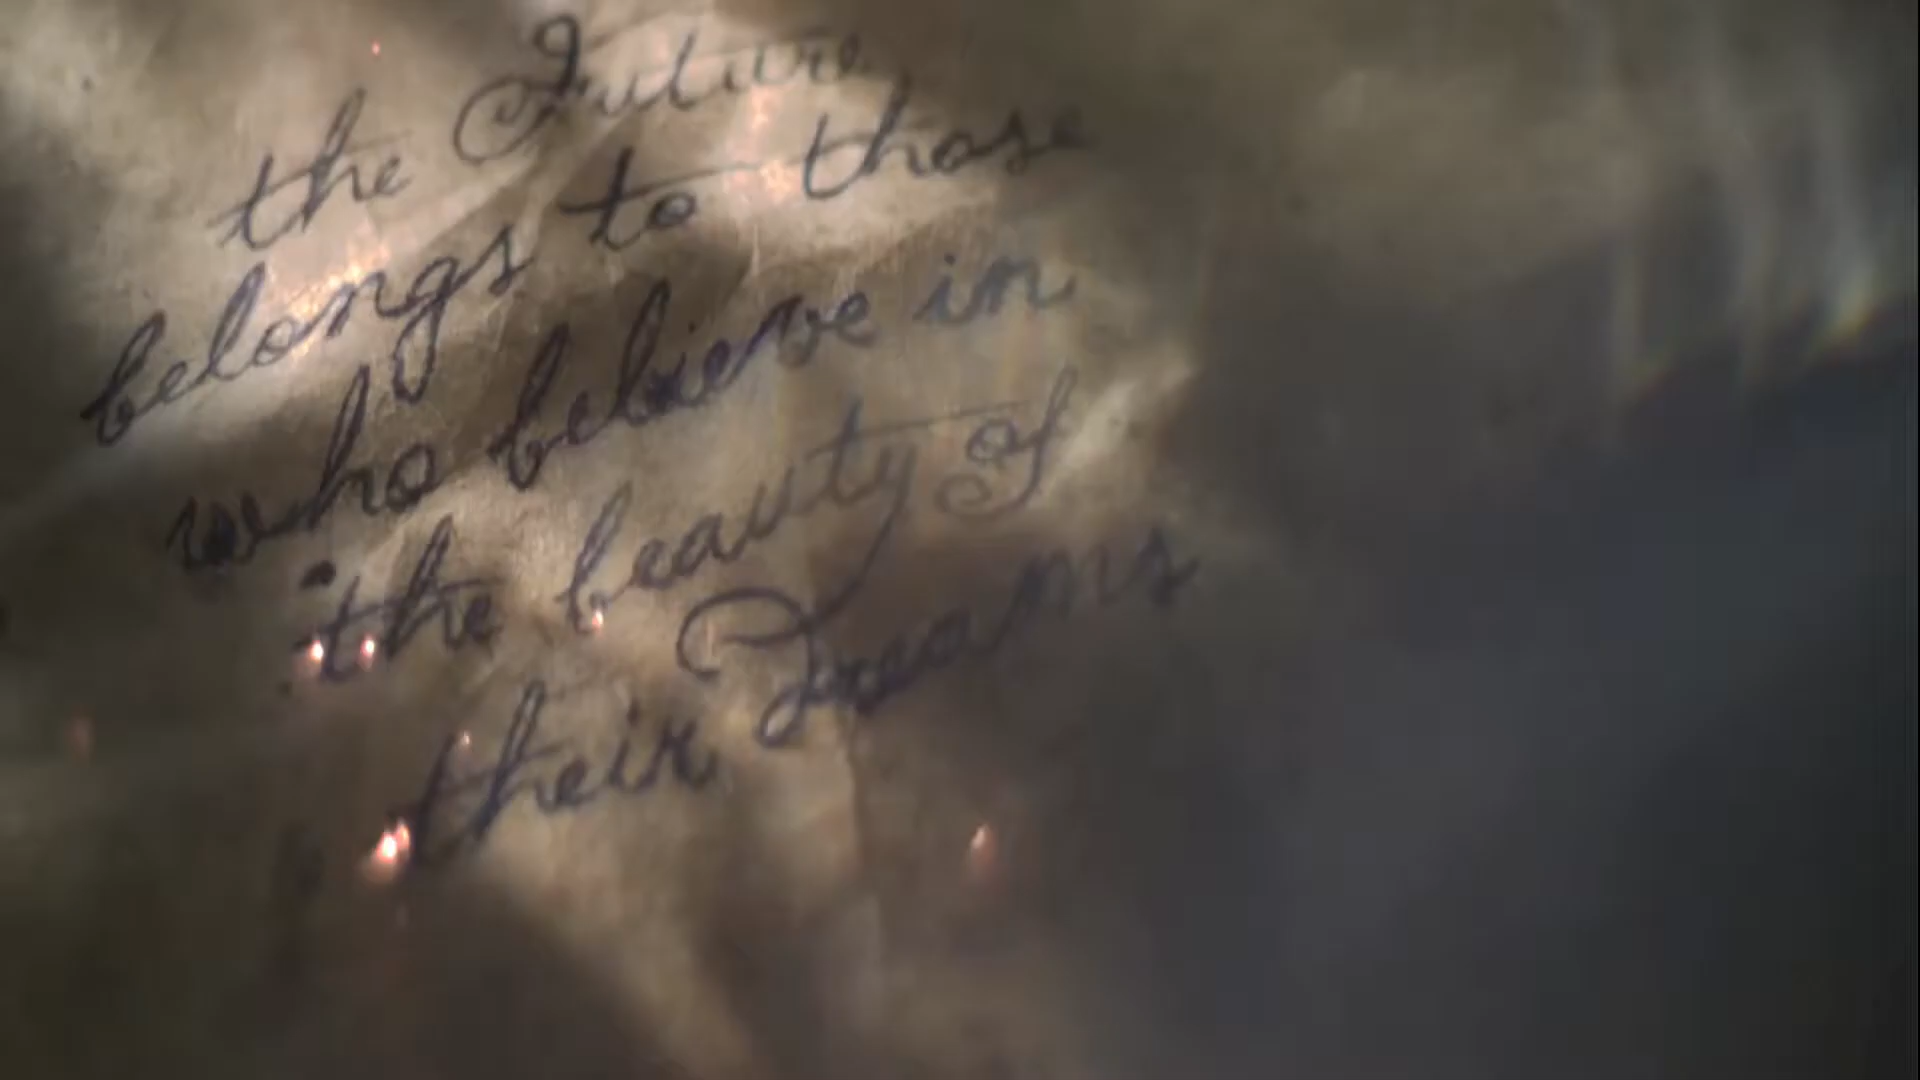 the Future
belongs to those
who believe in
the beauty of
their Dreams